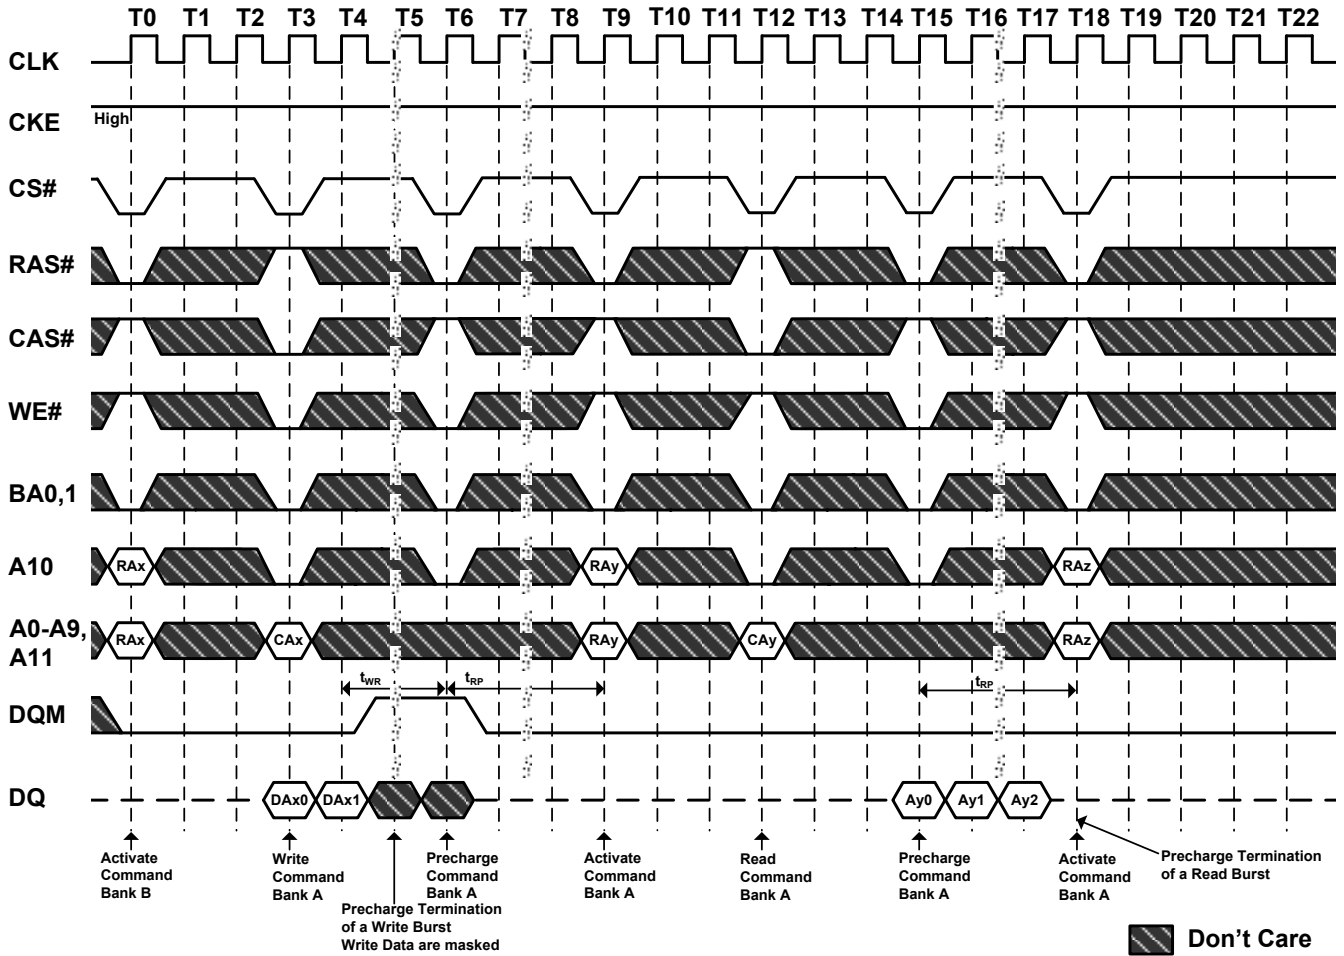 T0 T1 T2 T3 T4 T5 T6 T7 T8 T9 T10 T11 T12 T13 T14 T15 T16 T17 T18 T19 T20 T21 T22
CLK
CKE
High
CS#
RAS#
CAS#
WE#
BA0,1
A10
RAx RAy RAz
A0-A9,
A11
RAx CAx RAy CAy RAz
tWR tRP tRP
DQM
DQ
DAx0 DAx1 Ay0 Ay1 Ay2
Activate
Command
Bank B
Write
Command
Bank A
Precharge Termination
of a Write Burst
Write Data are masked
Precharge
Command
Bank A
Activate
Command
Bank A
Read
Command
Bank A
Precharge
Command
Bank A
Activate
Command
Bank A
Precharge Termination
of a Read Burst
Don't Care